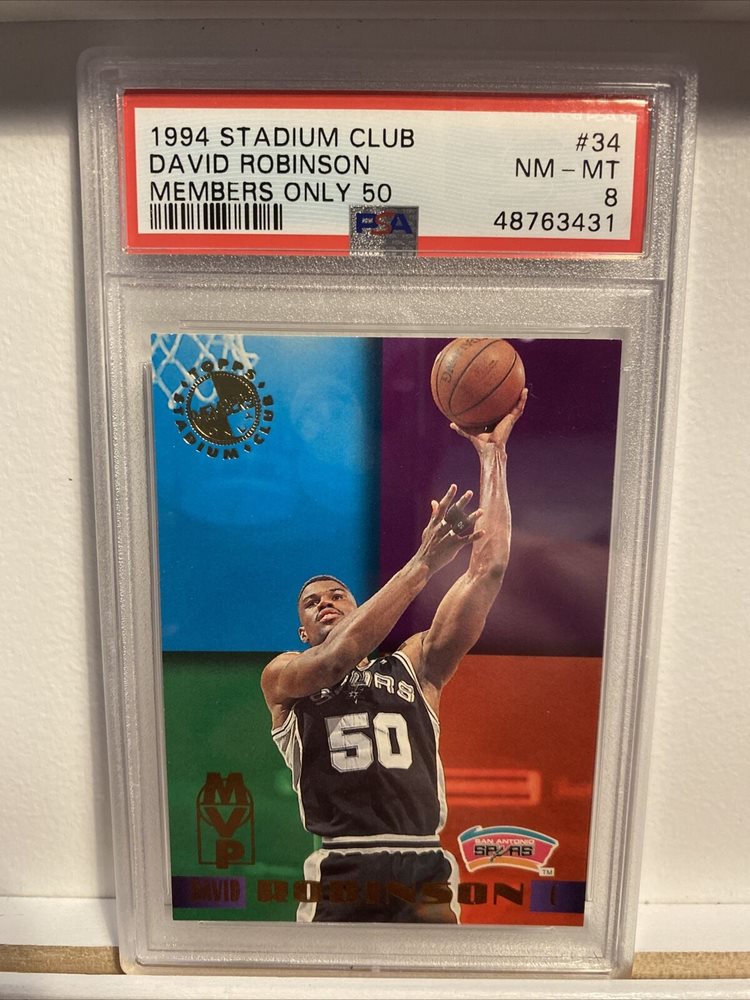 1994 STADIUM CLUB #34
DAVID ROBINSON NM - MT
MEMBERS ONLY 50 8
PSA 48763431
TOPPS
STADIUM CLUB
SPURS
50
MVP
SAN ANTONIO
SPURS
TM
DAVID ROBINSON